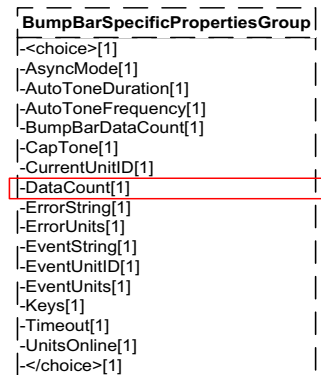 BumpBarSpecificPropertiesGroup
-<choice>[1]
-AsyncMode[1]
-AutoToneDuration[1]
-AutoToneFrequency[1]
-BumpBarDataCount[1]
-CapTone[1]
-CurrentUnitID[1]
-DataCount[1]
-ErrorString[1]
-ErrorUnits[1]
-EventString[1]
-EventUnitID[1]
-EventUnits[1]
-Keys[1]
-Timeout[1]
-UnitsOnline[1]
-</choice>[1]